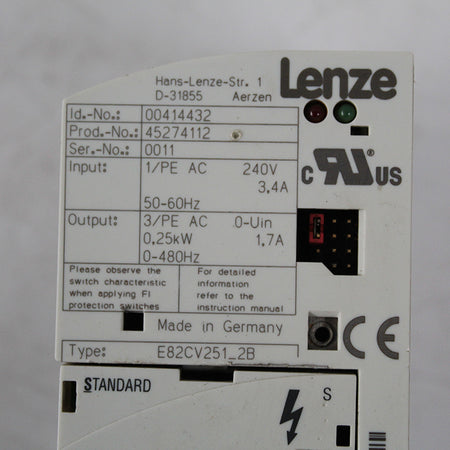 Hans-Lenze-Str. 1
D-31855 Aerzen
Lenze
Id.-No.: 00414432
Prod.-No.: 45274112
Ser.-No.: 0011
Input: 1/PE AC 240V
3.4A
50-60Hz
Output: 3/PE AC 0-Uin
0.25kW 1.7A
0-480Hz
c RU ® US
Please observe the
switch characteristic
when applying FI
protection switches
For detailed
information
refer to the
instruction manual
Made in Germany
CE
Type: E82CV251_2B
STANDARD
S